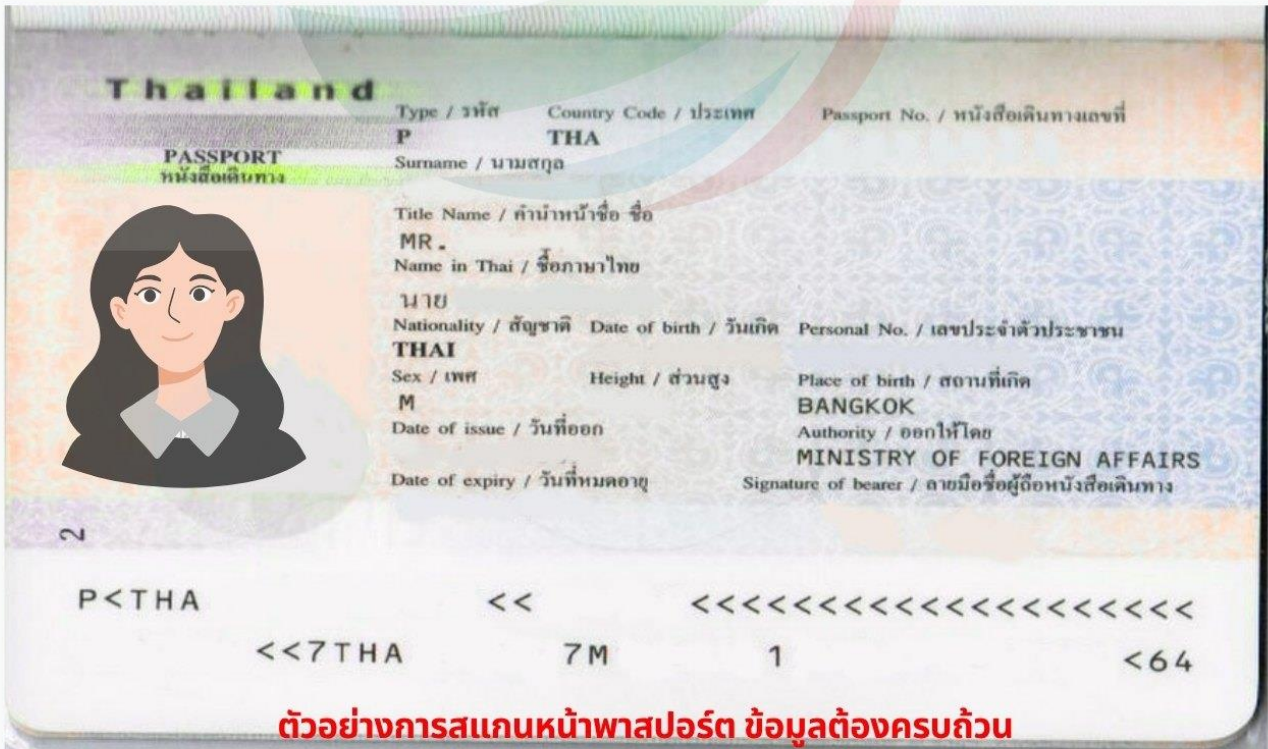 Thailand
Type / รหัส Country Code / ประเทศ Passport No. / หนังสือเดินทางเลขที่
P THA
PASSPORT
หนังสือเดินทาง
Surname / นามสกุล
Title Name / คำนำหน้าชื่อ ชื่อ
MR.
Name in Thai / ชื่อภาษาไทย
นาย
Nationality / สัญชาติ Date of birth / วันเกิด Personal No. / เลขประจำตัวประชาชน
THAI
Sex / เพศ Height / ส่วนสูง Place of birth / สถานที่เกิด
M BANGKOK
Date of issue / วันที่ออก Authority / ออกให้โดย
MINISTRY OF FOREIGN AFFAIRS
Date of expiry / วันที่หมดอายุ Signature of bearer / ลายมือชื่อผู้ถือหนังสือเดินทาง
2
P<THA << <<<<<<<<<<<<<<<<<<<<
<<7THA 7M 1 <64
ตัวอย่างการสแกนหน้าพาสปอร์ต ข้อมูลต้องครบถ้วน